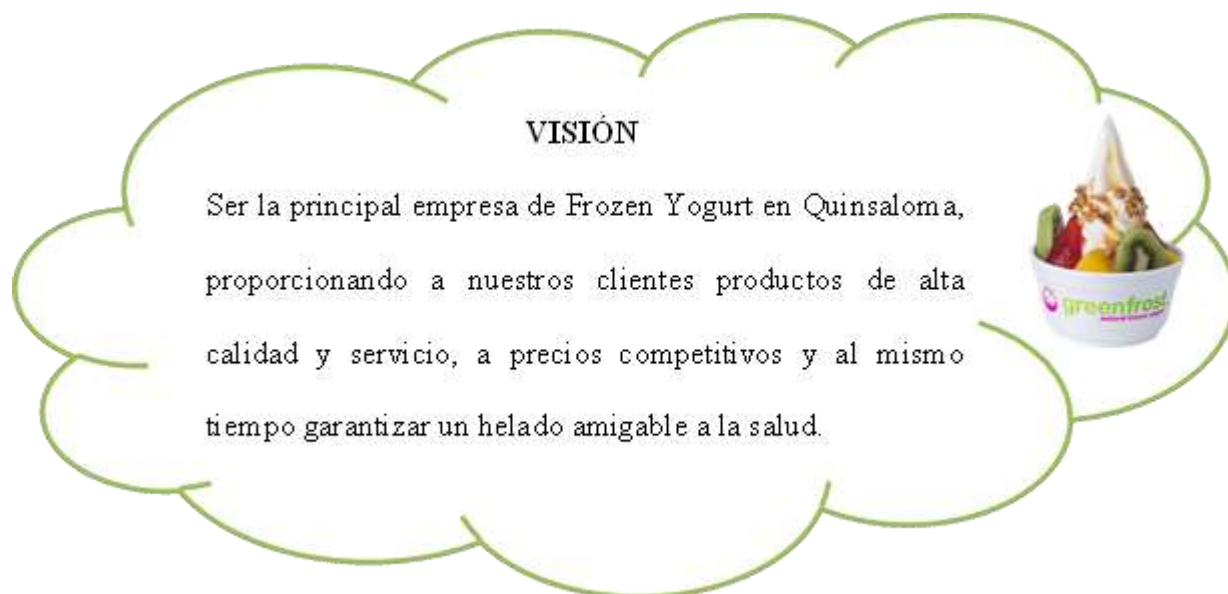 VISIÓN
Ser la principal empresa de Frozen Yogurt en Quinsaloma,
proporcionando a nuestros clientes productos de alta
calidad y servicio, a precios competitivos y al mismo
tiempo garantizar un helado amigable a la salud.
greenfrost